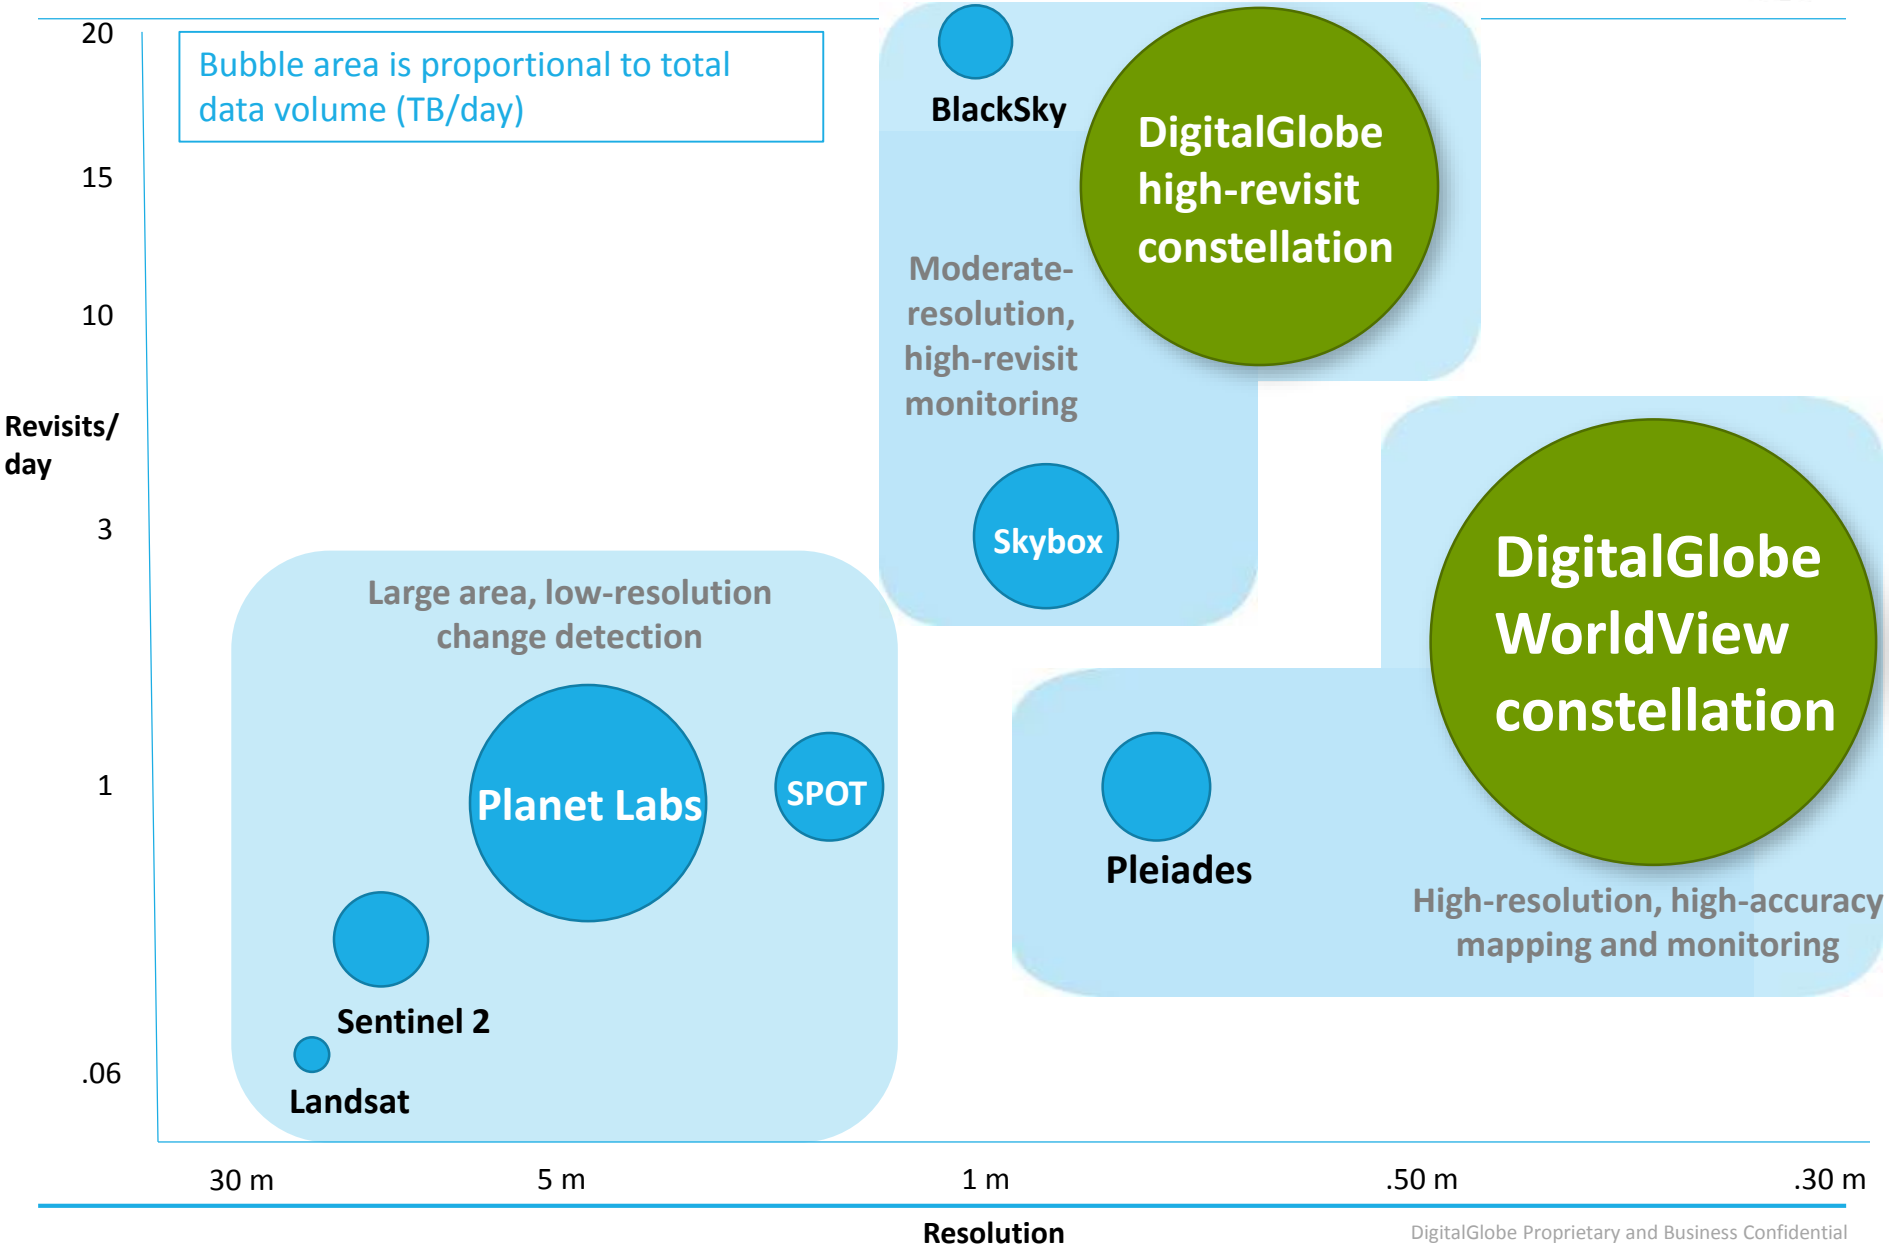 20
Bubble area is proportional to total
data volume (TB/day)
BlackSky
DigitalGlobe
high-revisit
constellation
15
Moderate-
resolution,
high-revisit
monitoring
10
Revisits/
day
3
Skybox
DigitalGlobe
WorldView
constellation
Large area, low-resolution
change detection
Planet Labs
SPOT
1
Pleiades
High-resolution, high-accuracy
mapping and monitoring
Sentinel 2
.06
Landsat
30 m 5 m 1 m .50 m .30 m
Resolution
DigitalGlobe Proprietary and Business Confidential